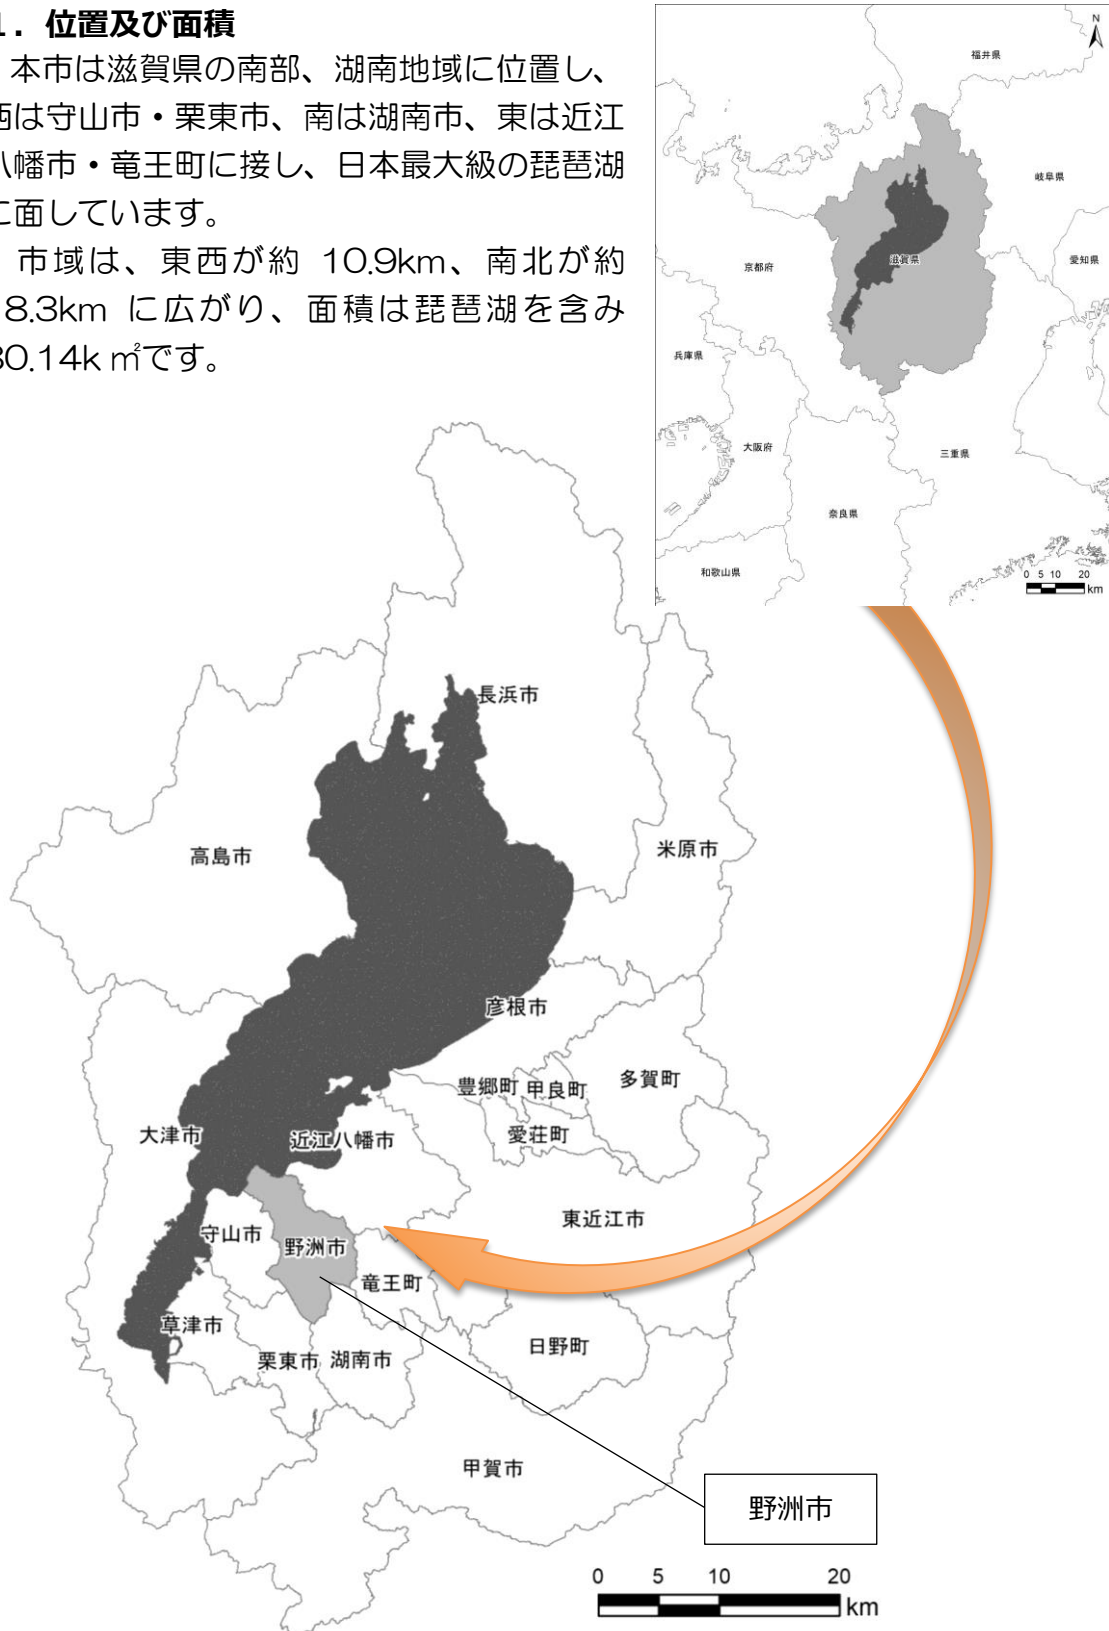 1．位置及び面積
本市は滋賀県の南部、湖南地域に位置し、
西は守山市・栗東市、南は湖南市、東は近江
八幡市・竜王町に接し、日本最大級の琵琶湖
に面しています。
市域は、東西が約 10.9km、南北が約
8.3km に広がり、面積は琵琶湖を含み
80.14k㎡です。
N
福井県
岐阜県
滋賀県
京都府
愛知県
兵庫県
大阪府
三重県
奈良県
和歌山県
0 5 10 20
km
長浜市
高島市
米原市
彦根市
豊郷町 甲良町 多賀町
愛荘町
大津市
近江八幡市
東近江市
守山市
野洲市
竜王町
草津市
栗東市 湖南市
日野町
甲賀市
野洲市
0 5 10 20
km